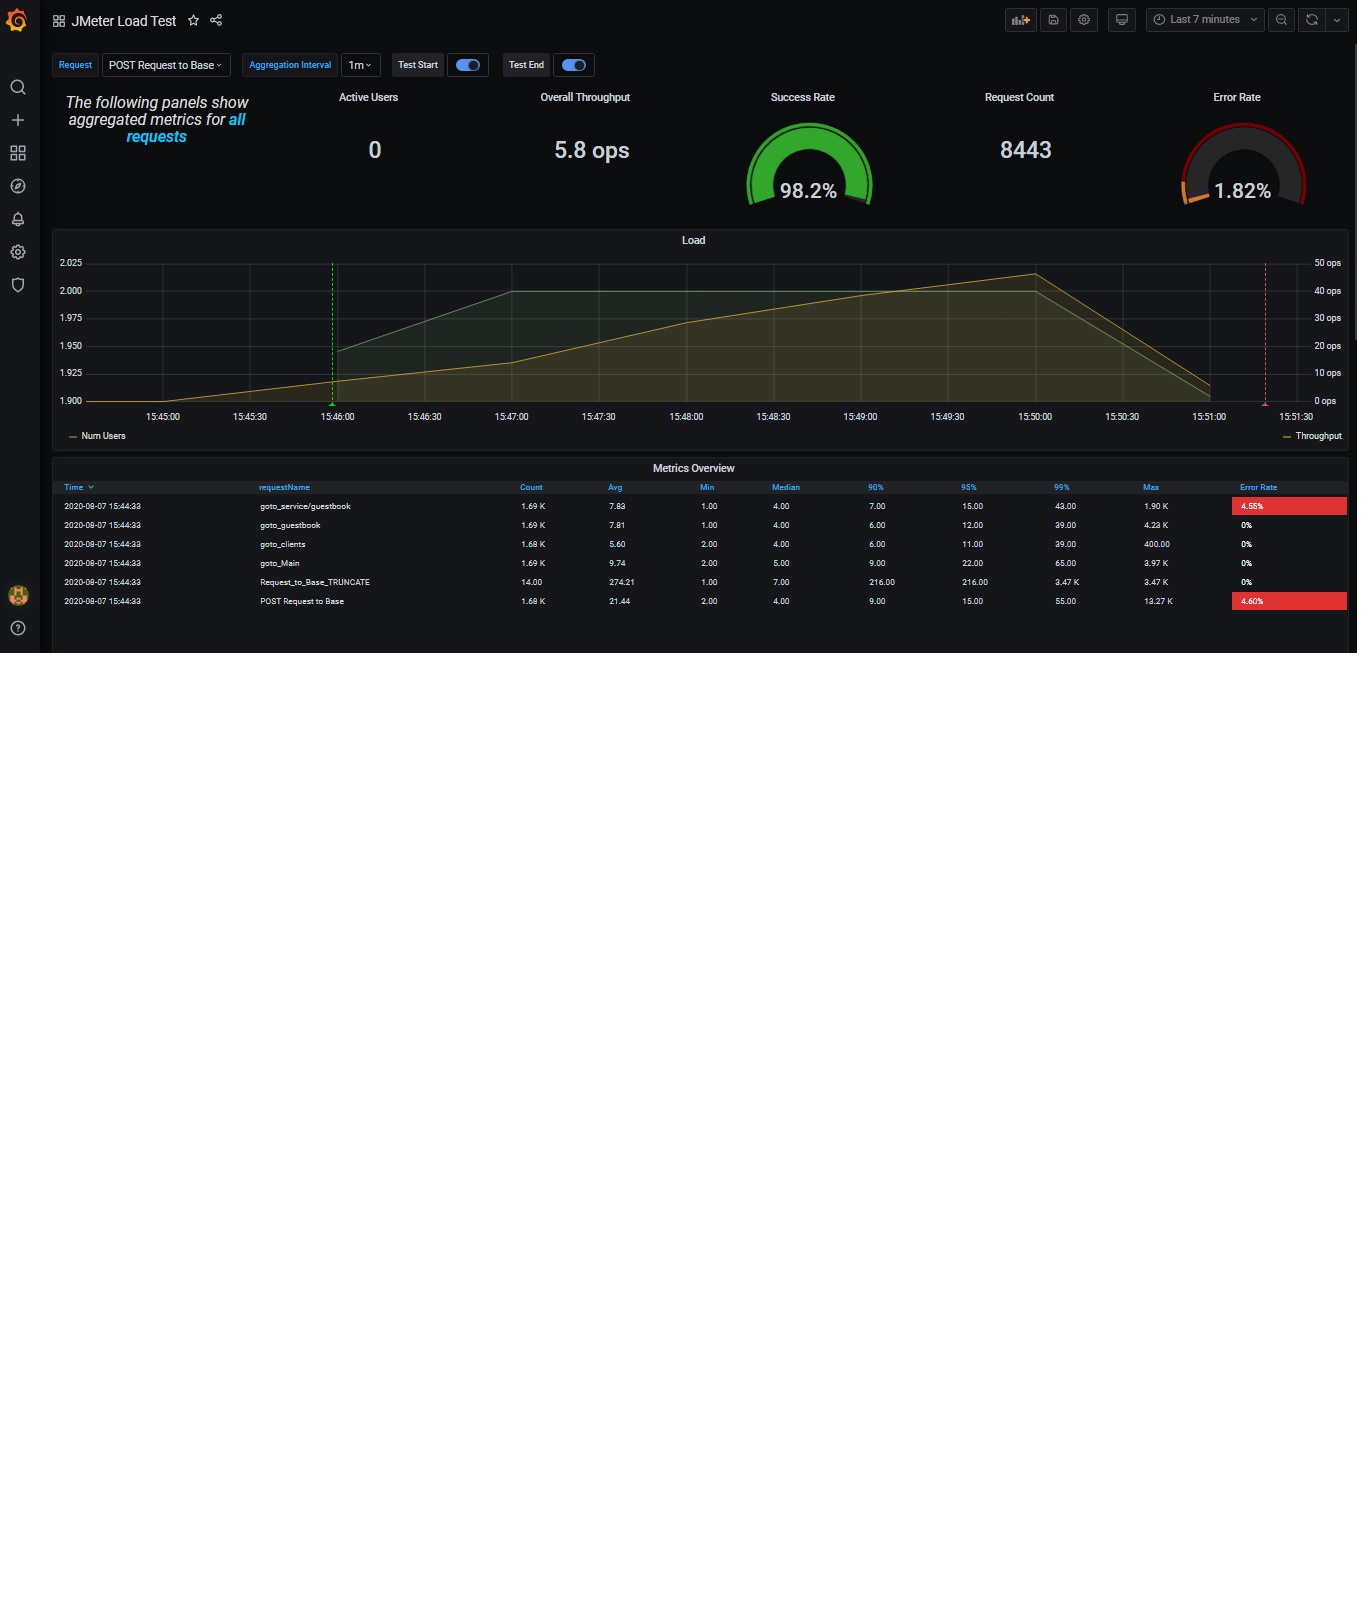 JMeter Load Test
Last 7 minutes
Request POST Request to Base Aggregation Interval 1m Test Start Test End
The following panels show
aggregated metrics for all
requests
Active Users
0
Overall Throughput
5.8 ops
Success Rate
98.2%
Request Count
8443
Error Rate
1.82%
Load
2.025 50 ops
2.000 40 ops
1.975 30 ops
1.950 20 ops
1.925 10 ops
1.900 0 ops
15:45:00 15:45:30 15:46:00 15:46:30 15:47:00 15:47:30 15:48:00 15:48:30 15:49:00 15:49:30 15:50:00 15:50:30 15:51:00 15:51:30
Num Users Throughput
Metrics Overview
Time requestName Count Avg Min Median 90% 95% 99% Max Error Rate
2020-08-07 15:44:33 goto_service/guestbook 1.69 K 7.83 1.00 4.00 7.00 15.00 43.00 1.90 K 4.55%
2020-08-07 15:44:33 goto_guestbook 1.69 K 7.81 1.00 4.00 6.00 12.00 39.00 4.23 K 0%
2020-08-07 15:44:33 goto_clients 1.68 K 5.60 2.00 4.00 6.00 11.00 39.00 400.00 0%
2020-08-07 15:44:33 goto_Main 1.69 K 9.74 2.00 5.00 9.00 22.00 65.00 3.97 K 0%
2020-08-07 15:44:33 Request_to_Base_TRUNCATE 14.00 274.21 1.00 7.00 216.00 216.00 3.47 K 3.47 K 0%
2020-08-07 15:44:33 POST Request to Base 1.68 K 21.44 2.00 4.00 9.00 15.00 55.00 13.27 K 4.60%